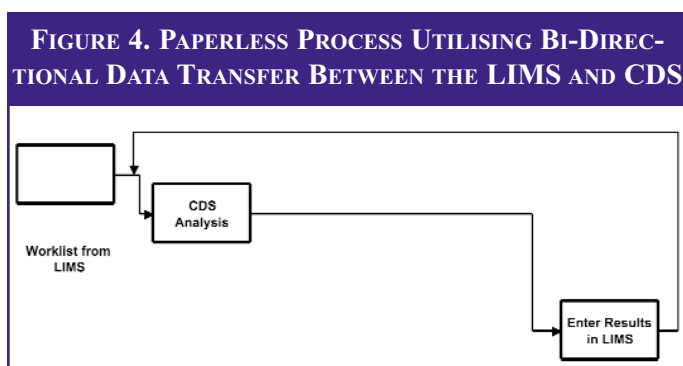 FIGURE 4. PAPERLESS PROCESS UTILISING BI-DIREC-
TIONAL DATA TRANSFER BETWEEN THE LIMS AND CDS
CDS
Analysis
Worklist from
LIMS
Enter Results
in LIMS